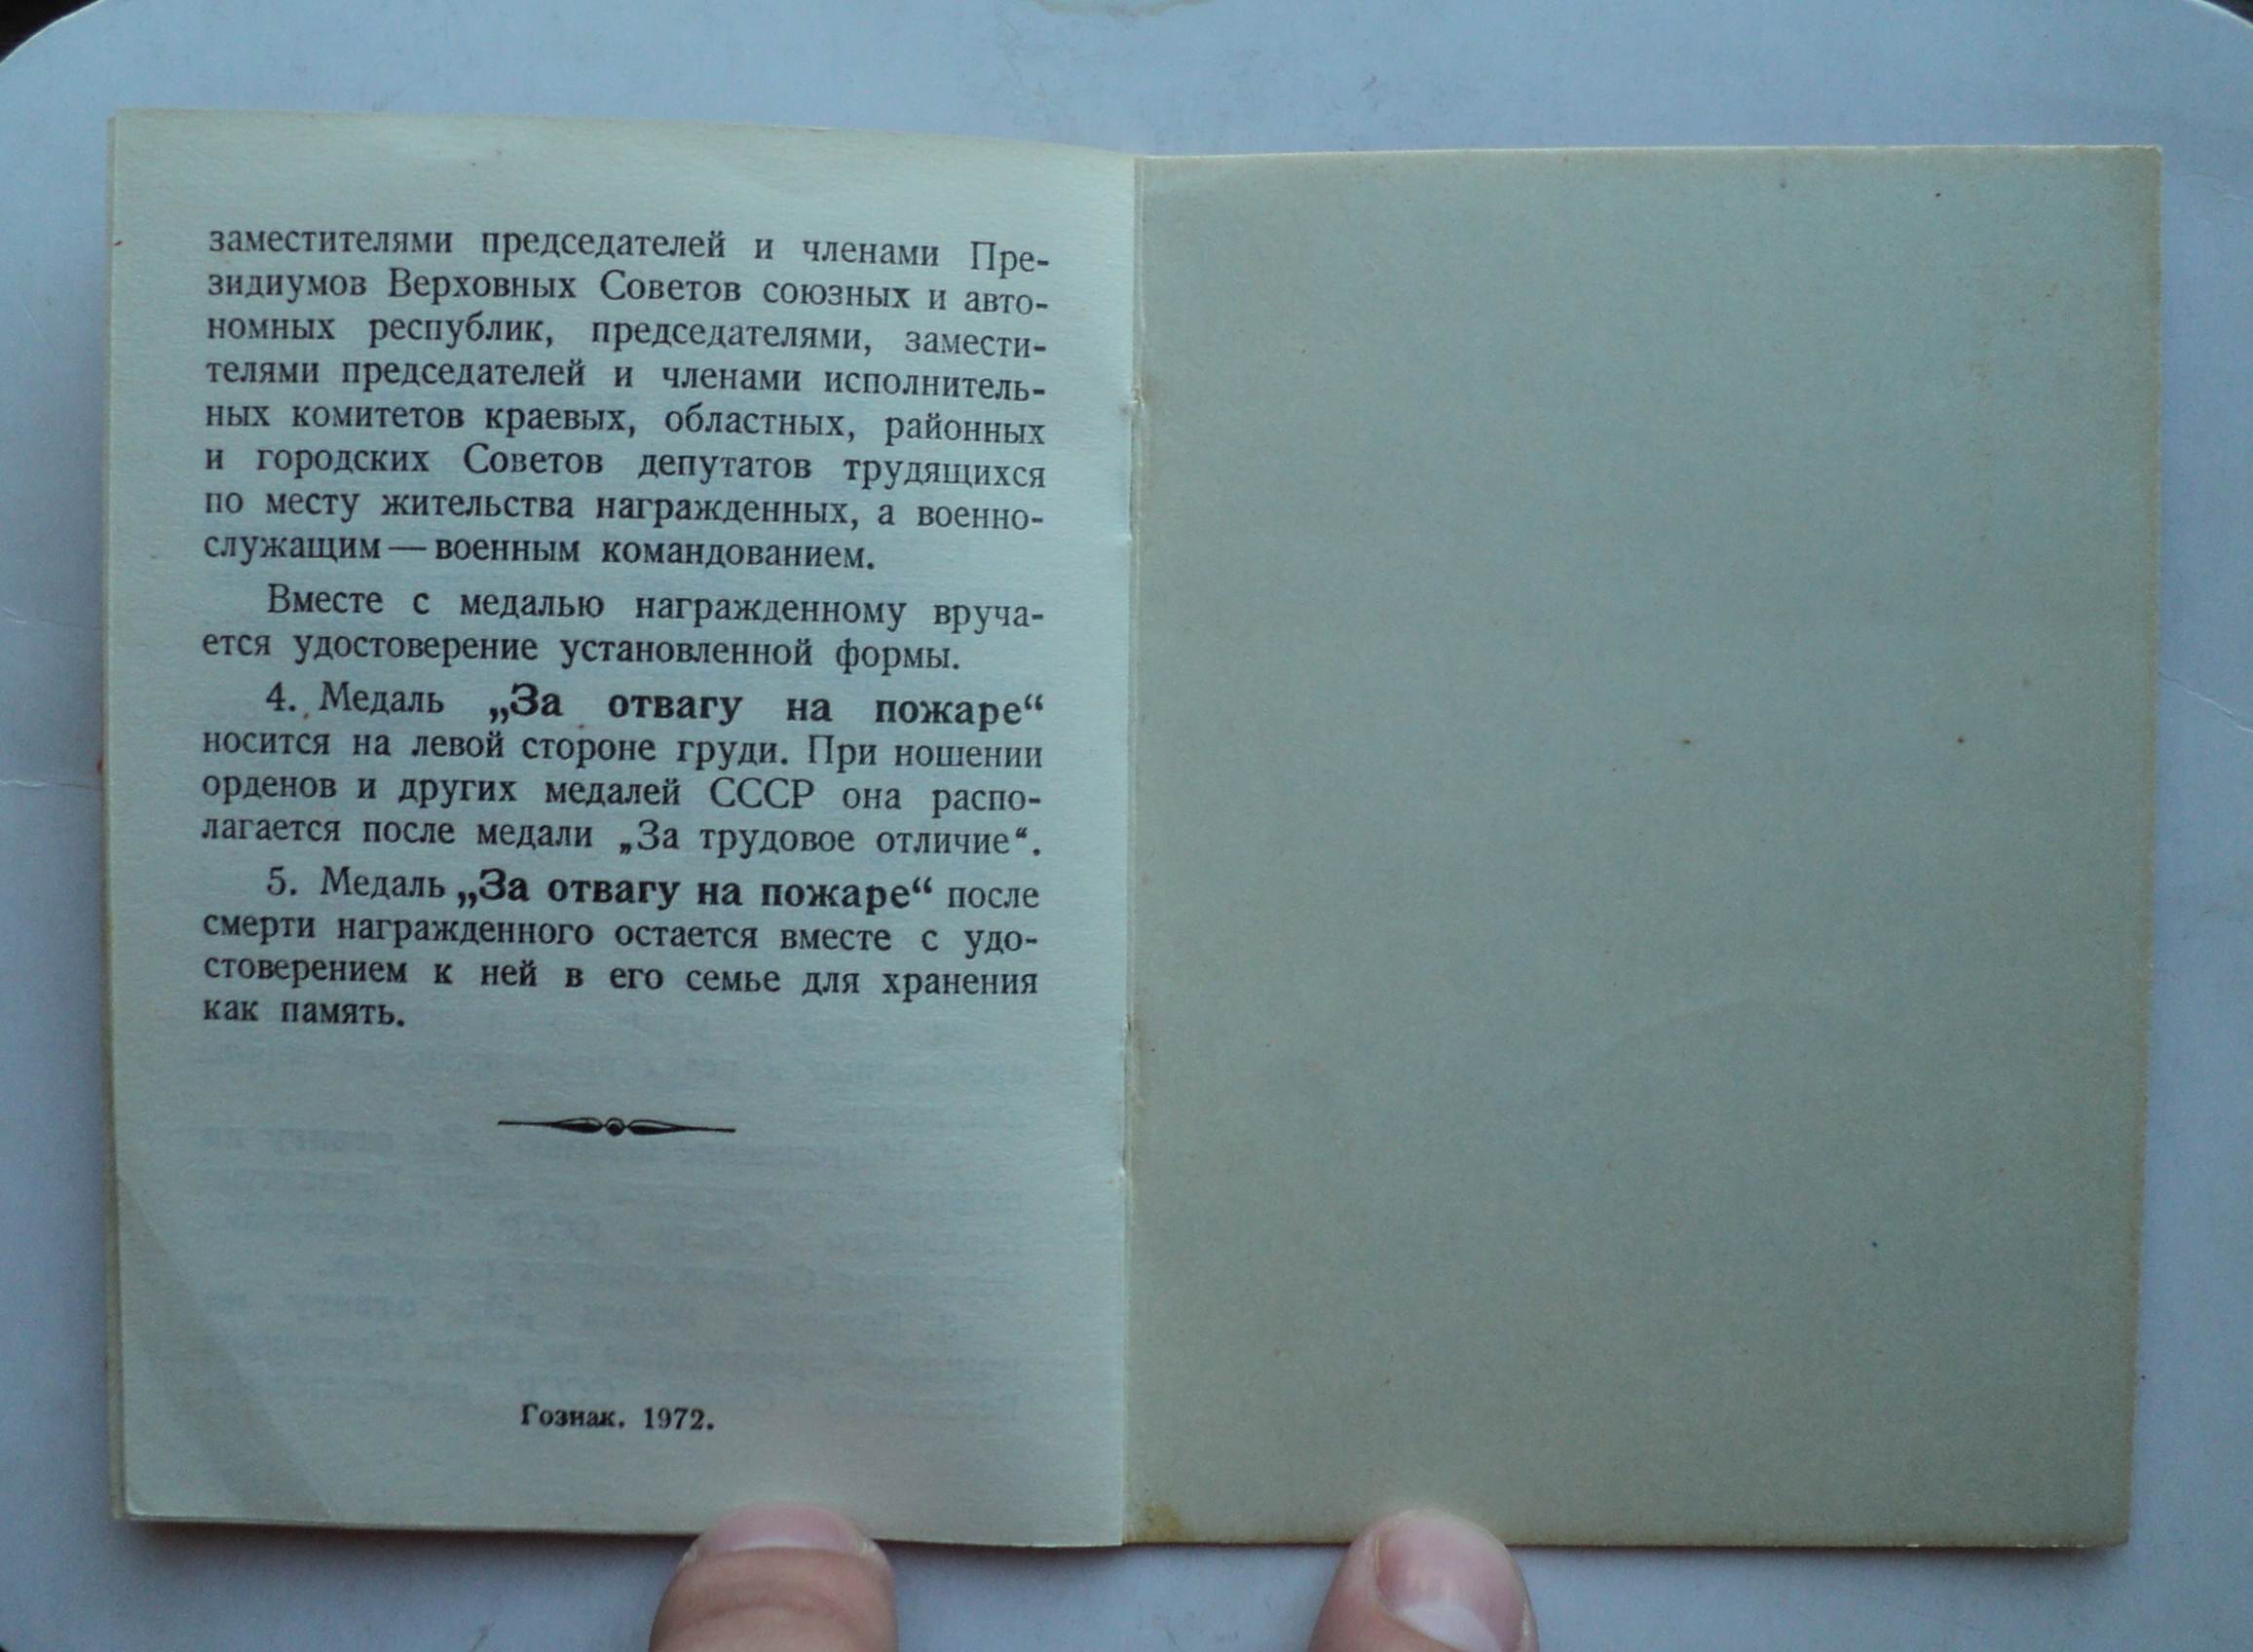 заместителями председателей и членами Пре-
зидиумов Верховных Советов союзных и авто-
номных республик, председателями, замести-
телями председателей и членами исполнитель-
ных комитетов краевых, областных, районных
и городских Советов депутатов трудящихся
по месту жительства награжденных, а военно-
служащим — военным командованием.
Вместе с медалью награжденному вруча-
ется удостоверение установленной формы.
4. Медаль „За отвагу на пожаре“
носится на левой стороне груди. При ношении
орденов и других медалей СССР она распо-
лагается после медали „За трудовое отличие“.
5. Медаль „За отвагу на пожаре“ после
смерти награжденного остается вместе с удо-
стоверением к ней в его семье для хранения
как память.
Гознак. 1972.